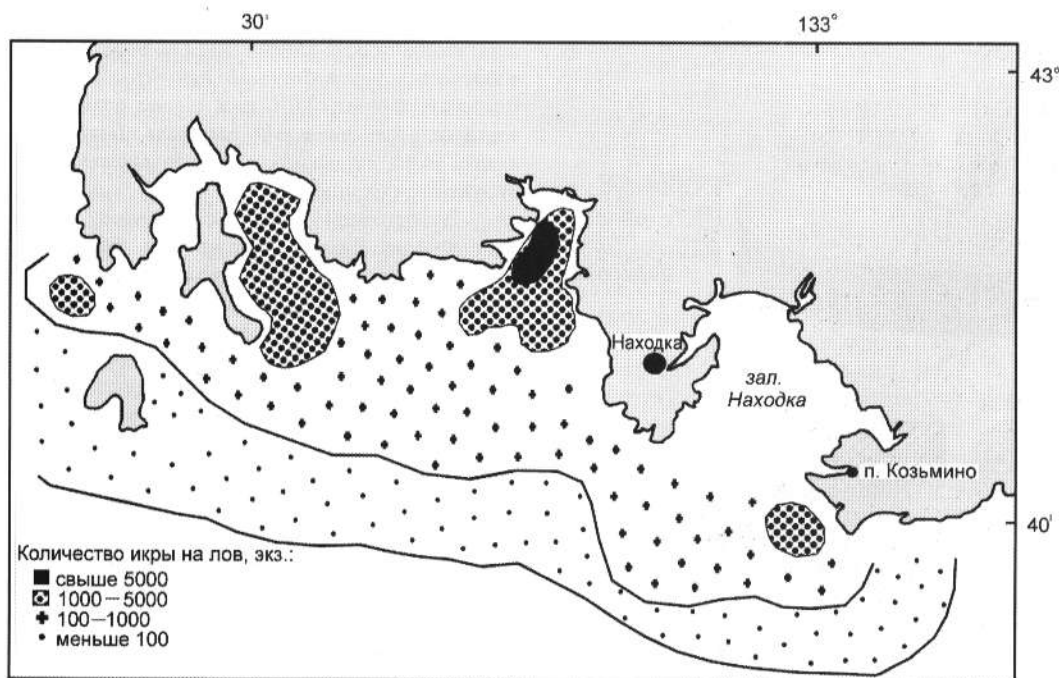 30'
133°
43°
Находка
зал.
Находка
п. Козьмино
40'
Количество икры на лов, экз.:
свыше 5000
1000—5000
100—1000
меньше 100